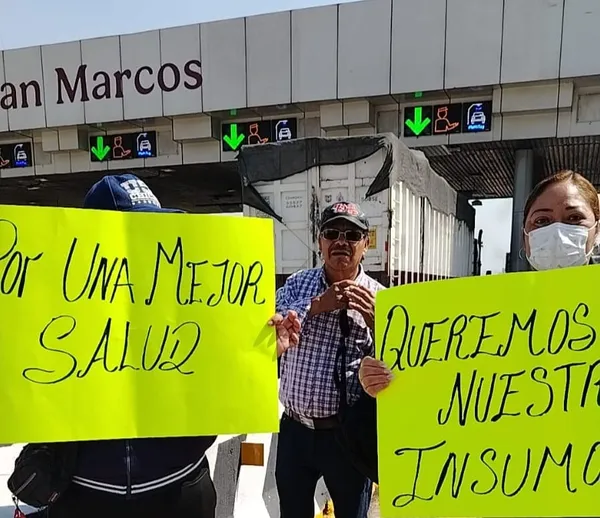 an Marcos
Por UNA MEJOR
SALUD
QUEREMOS
NUESTR
INSUMO